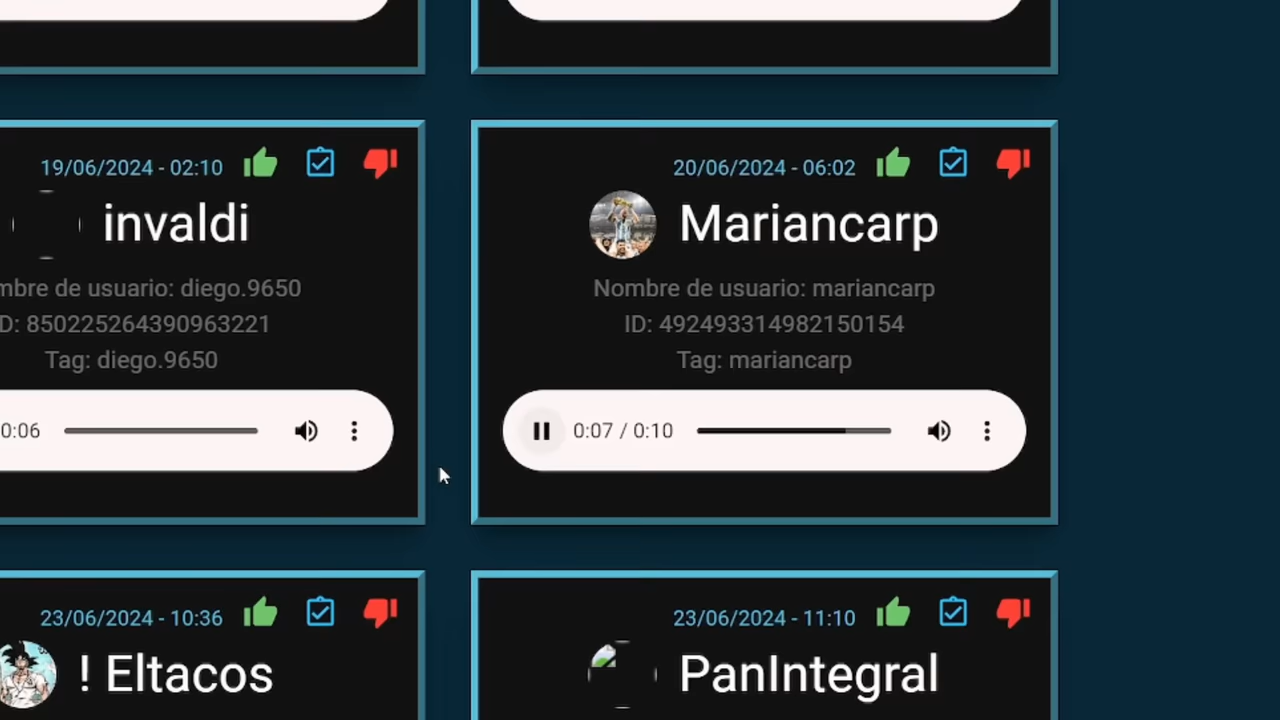 19/06/2024 - 02:10
invaldi
mbre de usuario: diego.9650
D: 850225264390963221
Tag: diego.9650
0:06
20/06/2024 - 06:02
Mariancarp
Nombre de usuario: mariancarp
ID: 492493314982150154
Tag: mariancarp
0:07 / 0:10
23/06/2024 - 10:36
! Eltacos
23/06/2024 - 11:10
PanIntegral